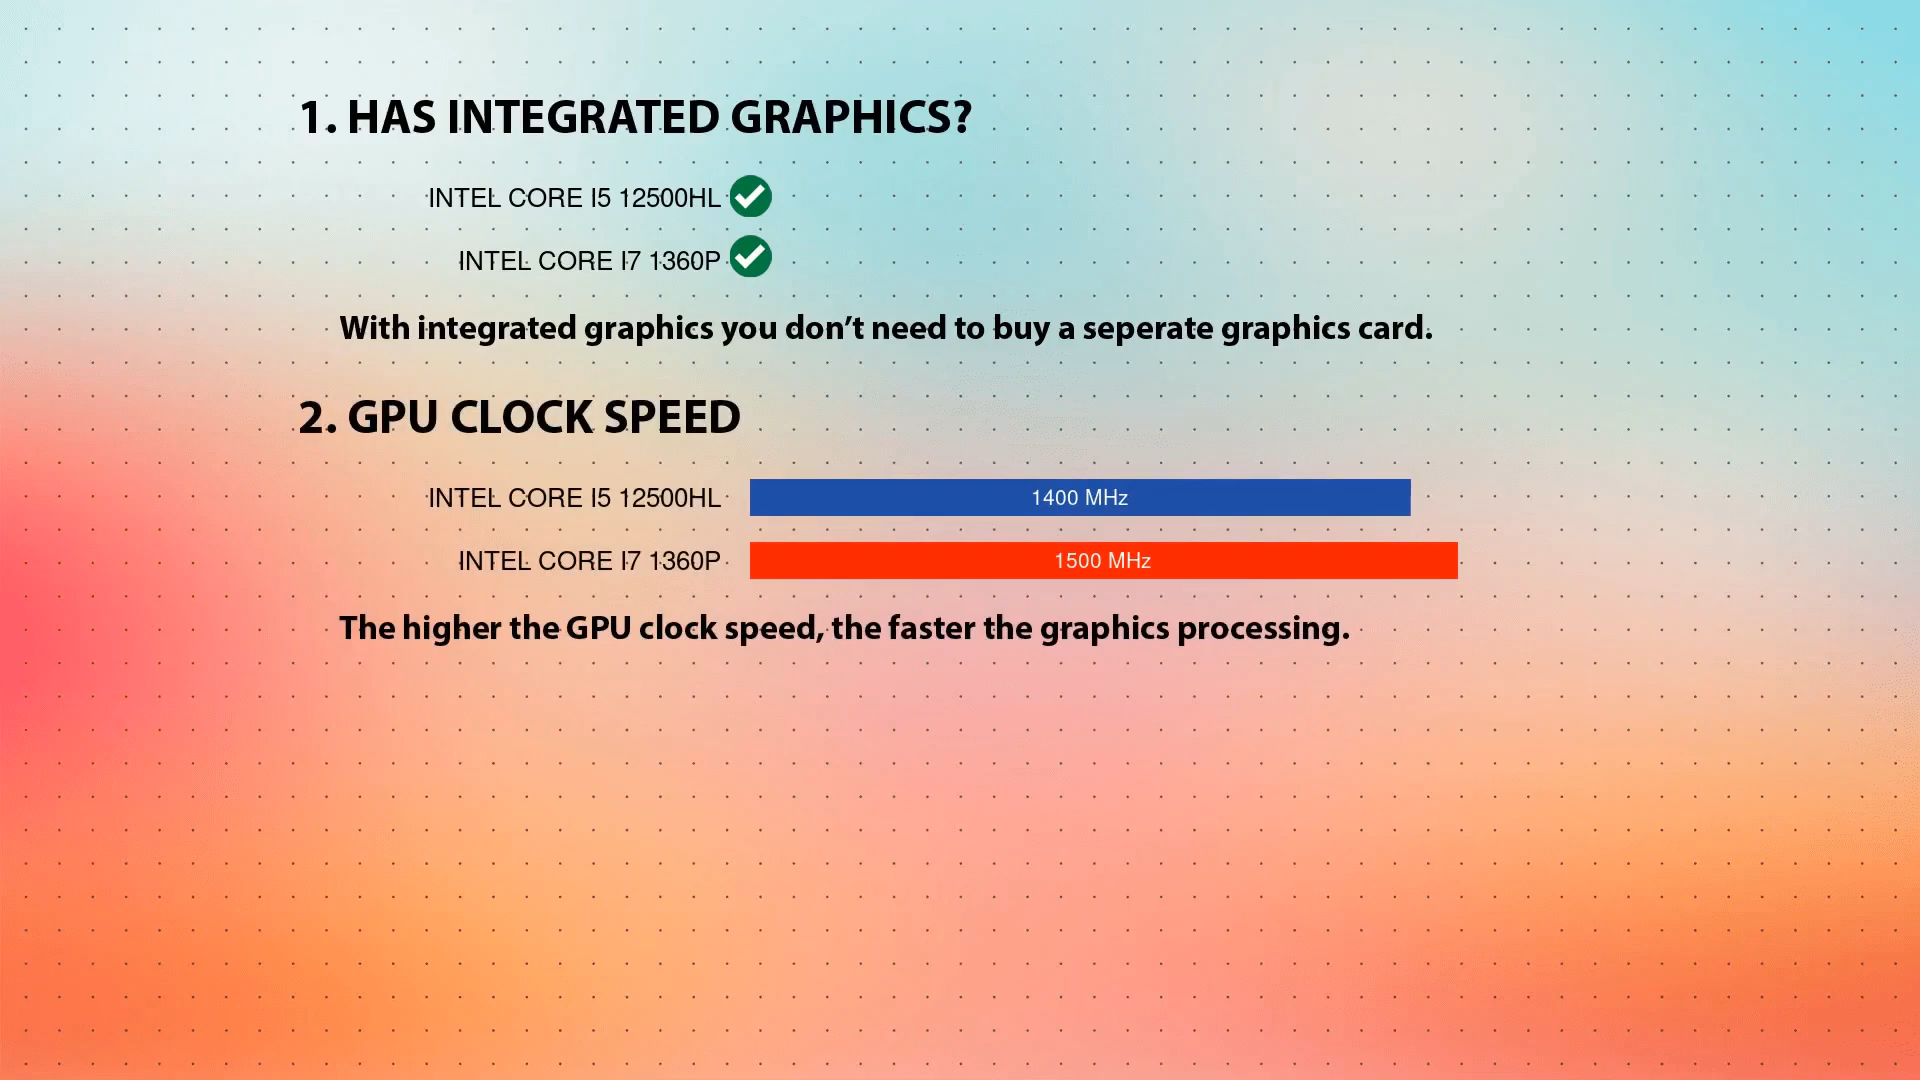 1. HAS INTEGRATED GRAPHICS?
INTEL CORE I5 12500HL
INTEL CORE I7 1360P
With integrated graphics you don’t need to buy a seperate graphics card.
2. GPU CLOCK SPEED
INTEL CORE I5 12500HL 1400 MHz
INTEL CORE I7 1360P 1500 MHz
The higher the GPU clock speed, the faster the graphics processing.